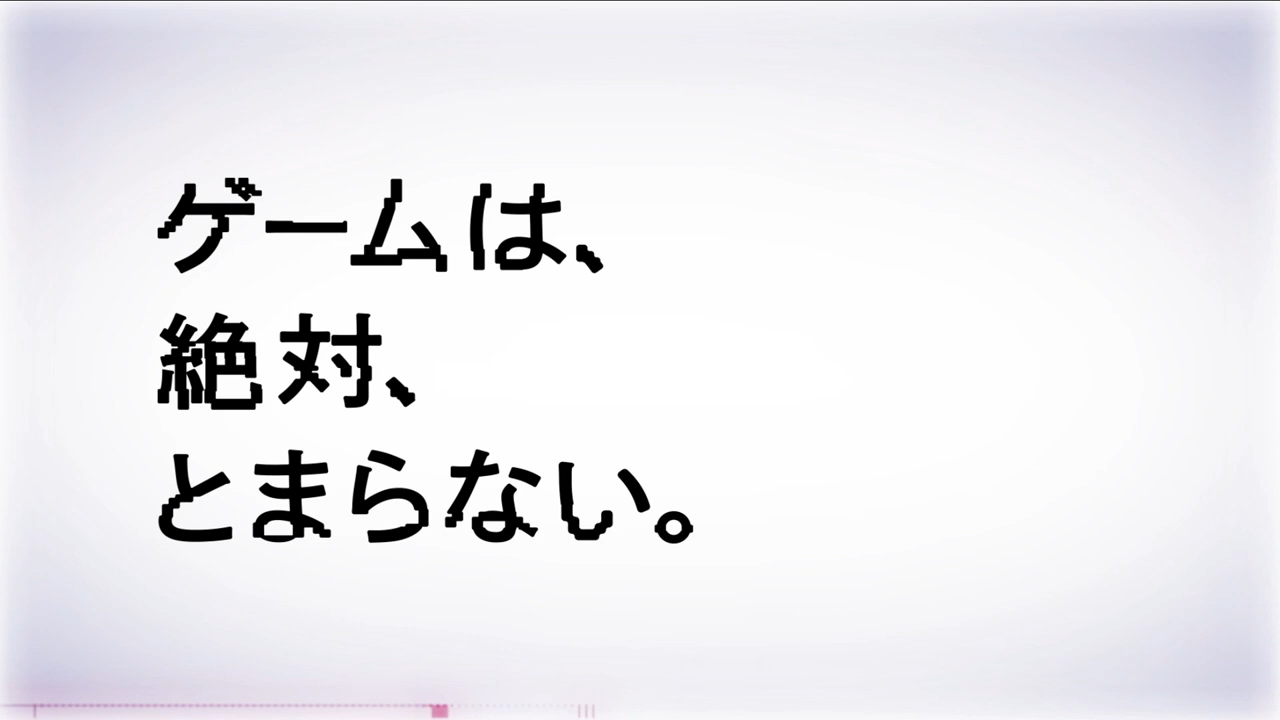 ゲームは、
絶対、
とまらない。